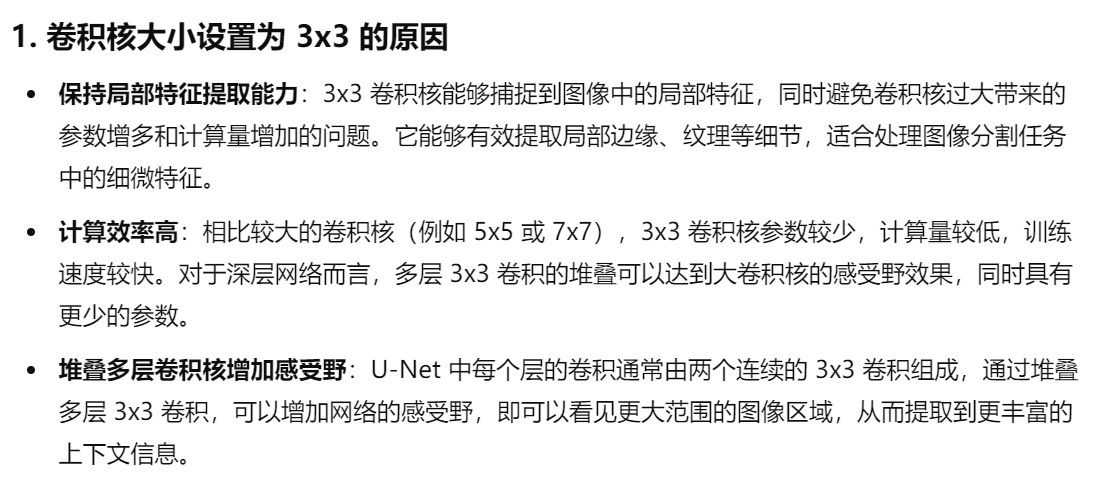 1. 卷积核大小设置为 3x3 的原因
• 保持局部特征提取能力：3x3 卷积核能够捕捉到图像中的局部特征，同时避免卷积核过大带来的
参数增多和计算量增加的问题。它能够有效提取局部边缘、纹理等细节，适合处理图像分割任务
中的细微特征。
• 计算效率高：相比较大的卷积核（例如 5x5 或 7x7），3x3 卷积核参数较少，计算量较低，训练
速度较快。对于深层网络而言，多层 3x3 卷积的堆叠可以达到大卷积核的感受野效果，同时具有
更少的参数。
• 堆叠多层卷积核增加感受野：U-Net 中每个层的卷积通常由两个连续的 3x3 卷积组成，通过堆叠
多层 3x3 卷积，可以增加网络的感受野，即可以看见更大范围的图像区域，从而提取到更丰富的
上下文信息。